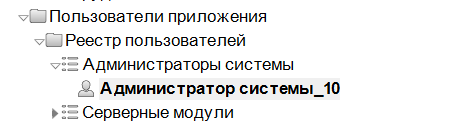 Пользователи приложения
Реестр пользователей
Администраторы системы
Администратор системы_10
Серверные модули